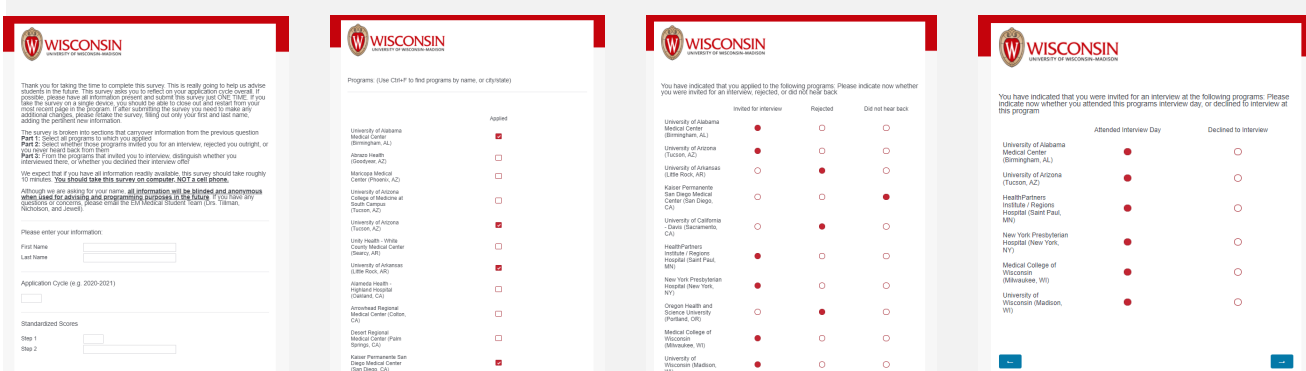 WISCONSIN
UNIVERSITY OF WISCONSIN-MADISON
Thank you for taking the time to complete this survey. This is really going to help us advise
students in the future. This survey asks you to reflect on your application cycle overall. If
possible, please have all information present and submit this survey just ONE TIME. If you
take the survey on a single device, you should be able to close out and restart from your
most recent page in the program. If after submitting the survey you need to make any
additional changes, please retake the survey, filling out only your first and last name,
adding the pertinent new information.
The survey is broken into sections that carryover information from the previous question
Part 1: Select all programs to which you applied
Part 2: Select whether those programs invited you for an interview, rejected you outright, or
you never heard back from them
Part 3: From the programs that invited you to interview, distinguish whether you
interviewed there, or whether you declined their interview offer
We expect that if you have all information readily available, this survey should take roughly
10 minutes. You should take this survey on computer, NOT a cell phone.
Although we are asking for your name, all information will be blinded and anonymous
when used for advising and programming purposes in the future. If you have any
questions or concerns, please email the EM Medical Student Team (Drs. Tillman,
Nicholson, and Jewell).
Please enter your information:
First Name
Last Name
Application Cycle (e.g. 2020-2021)
Standardized Scores
Step 1
Step 2
WISCONSIN
UNIVERSITY OF WISCONSIN-MADISON
Programs: (Use Ctrl+F to find programs by name, or city/state)
Applied
University of Alabama
Medical Center
(Birmingham, AL)
Abrazo Health
(Goodyear, AZ)
Maricopa Medical
Center (Phoenix, AZ)
University of Arizona
College of Medicine at
South Campus
(Tucson, AZ)
University of Arizona
(Tucson, AZ)
Unity Health - White
County Medical Center
(Searcy, AR)
University of Arkansas
(Little Rock, AR)
Alameda Health -
Highland Hospital
(Oakland, CA)
Arrowhead Regional
Medical Center (Colton,
CA)
Desert Regional
Medical Center (Palm
Springs, CA)
Kaiser Permanente San
Diego Medical Center
(San Diego, CA)
WISCONSIN
UNIVERSITY OF WISCONSIN-MADISON
You have indicated that you applied to the following programs. Please indicate now whether
you were invited for an interview, rejected, or did not hear back
Invited for interview Rejected Did not hear back
University of Alabama
Medical Center
(Birmingham, AL)
University of Arizona
(Tucson, AZ)
University of Arkansas
(Little Rock, AR)
Kaiser Permanente
San Diego Medical
Center (San Diego,
CA)
University of California
- Davis (Sacramento,
CA)
HealthPartners
Institute / Regions
Hospital (Saint Paul,
MN)
New York Presbyterian
Hospital (New York,
NY)
Oregon Health and
Science University
(Portland, OR)
Medical College of
Wisconsin
(Milwaukee, WI)
University of
Wisconsin (Madison,
WISCONSIN
UNIVERSITY OF WISCONSIN-MADISON
You have indicated that you were invited for an interview at the following programs. Please
indicate now whether you attended this programs interview day, or declined to interview at
this program
Attended Interview Day Declined to Interview
University of Alabama
Medical Center
(Birmingham, AL)
University of Arizona
(Tucson, AZ)
HealthPartners
Institute / Regions
Hospital (Saint Paul,
MN)
New York Presbyterian
Hospital (New York,
NY)
Medical College of
Wisconsin
(Milwaukee, WI)
University of
Wisconsin (Madison,
WI)